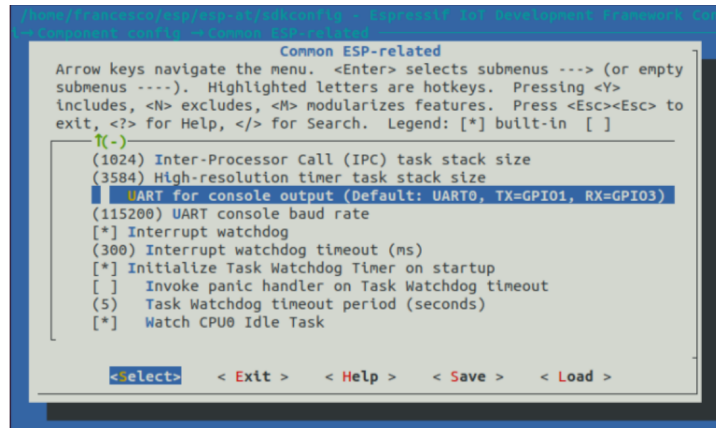 /home/francesco/esp/esp-at/sdkconfig - Espressif IoT Development Framework Con
→Component config →Common ESP-related
Common ESP-related
Arrow keys navigate the menu.  <Enter> selects submenus ---> (or empty
submenus ----).  Highlighted letters are hotkeys.  Pressing <Y>
includes, <N> excludes, <M> modularizes features.  Press <Esc><Esc> to
exit, <?> for Help, </> for Search.  Legend: [*] built-in  [ ]
↑(-)
(1024) Inter-Processor Call (IPC) task stack size
(3584) High-resolution timer task stack size
UART for console output (Default: UART0, TX=GPIO1, RX=GPIO3)
(115200) UART console baud rate
[*] Interrupt watchdog
(300) Interrupt watchdog timeout (ms)
[*] Initialize Task Watchdog Timer on startup
[ ]   Invoke panic handler on Task Watchdog timeout
(5)   Task Watchdog timeout period (seconds)
[*]   Watch CPU0 Idle Task
<Select>    < Exit >    < Help >    < Save >    < Load >